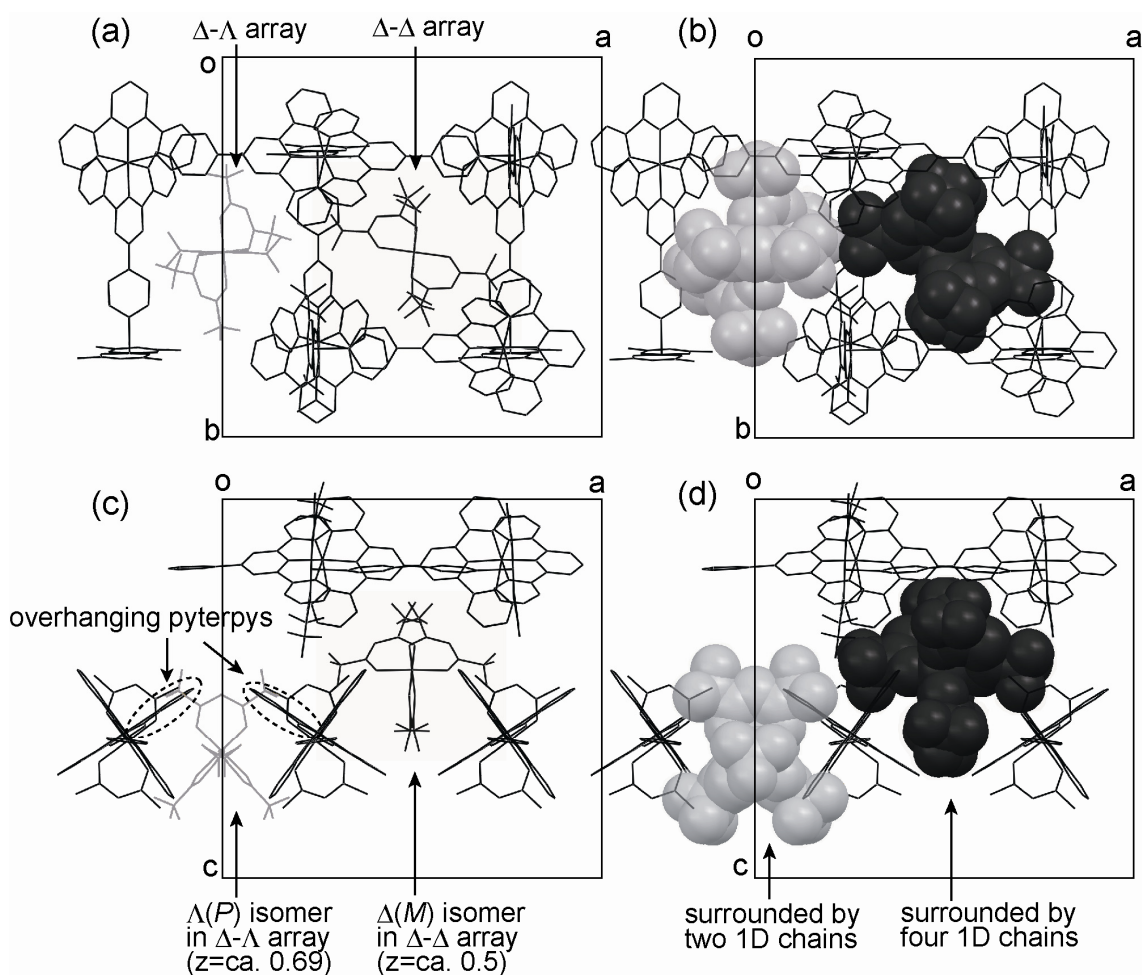 (a)
Δ-Λ array
Δ-Δ array
o
a
b
(b)
o
a
b
(c)
o
a
overhanging pyterpys
c
Λ(P) isomer
in Δ-Λ array
(z=ca. 0.69)
Δ(M) isomer
in Δ-Δ array
(z=ca. 0.5)
(d)
o
a
c
surrounded by
two 1D chains
surrounded by
four 1D chains